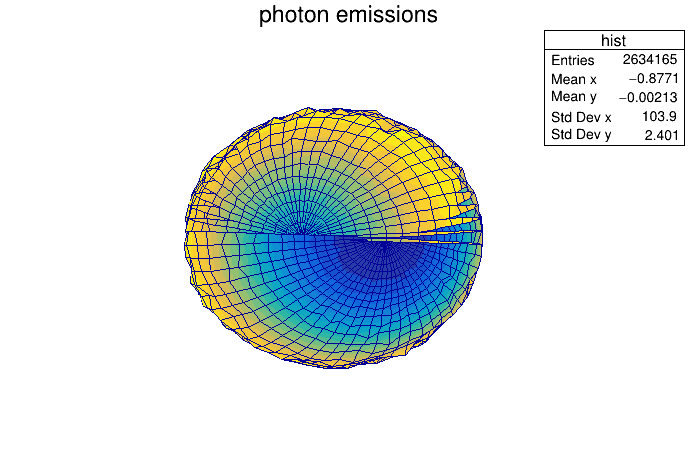 photon emissions
hist
Entries 2634165
Mean x −0.8771
Mean y −0.00213
Std Dev x 103.9
Std Dev y 2.401